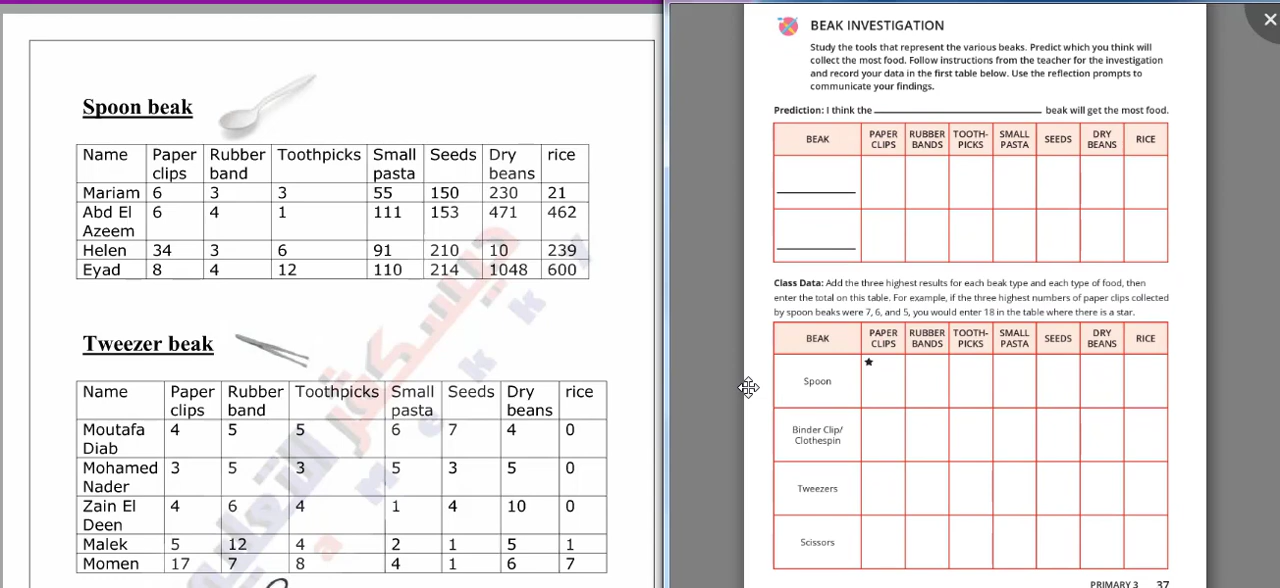 Spoon beak
Name Paper clips Rubber band Toothpicks Small pasta Seeds Dry beans rice
Mariam 6 3 3 55 150 230 21
Abd El Azeem 6 4 1 111 153 471 462
Helen 34 3 6 91 210 10 239
Eyad 8 4 12 110 214 1048 600
Tweezer beak
Name Paper clips Rubber band Toothpicks Small pasta Seeds Dry beans rice
Moutafa Diab 4 5 5 6 7 4 0
Mohamed Nader 3 5 3 5 3 5 0
Zain El Deen 4 6 4 1 4 10 0
Malek 5 12 4 2 1 5 1
Momen 17 7 8 4 1 6 7
BEAK INVESTIGATION
Study the tools that represent the various beaks. Predict which you think will
collect the most food. Follow instructions from the teacher for the investigation
and record your data in the first table below. Use the reflection prompts to
communicate your findings.
Prediction: I think the beak will get the most food.
BEAK PAPER CLIPS RUBBER BANDS TOOTH-PICKS SMALL PASTA SEEDS DRY BEANS RICE
Class Data: Add the three highest results for each beak type and each type of food, then
enter the total on this table. For example, if the three highest numbers of paper clips collected
by spoon beaks were 7, 6, and 5, you would enter 18 in the table where there is a star.
BEAK PAPER CLIPS RUBBER BANDS TOOTH-PICKS SMALL PASTA SEEDS DRY BEANS RICE
Spoon
Binder Clip/
Clothespin
Tweezers
Scissors
PRIMARY 3 37